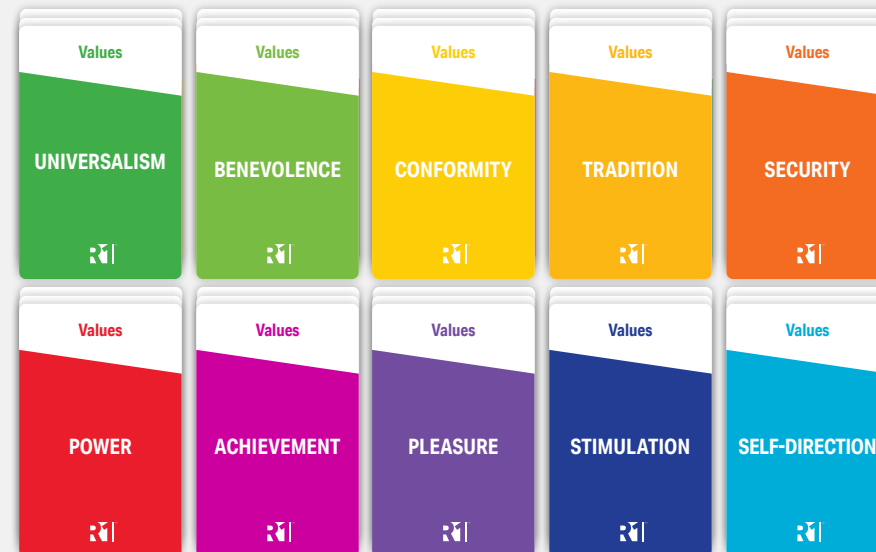 Values
Values
Values
Values
Values
UNIVERSALISM
BENEVOLENCE
CONFORMITY
TRADITION
SECURITY
Values
Values
Values
Values
Values
POWER
ACHIEVEMENT
PLEASURE
STIMULATION
SELF-DIRECTION